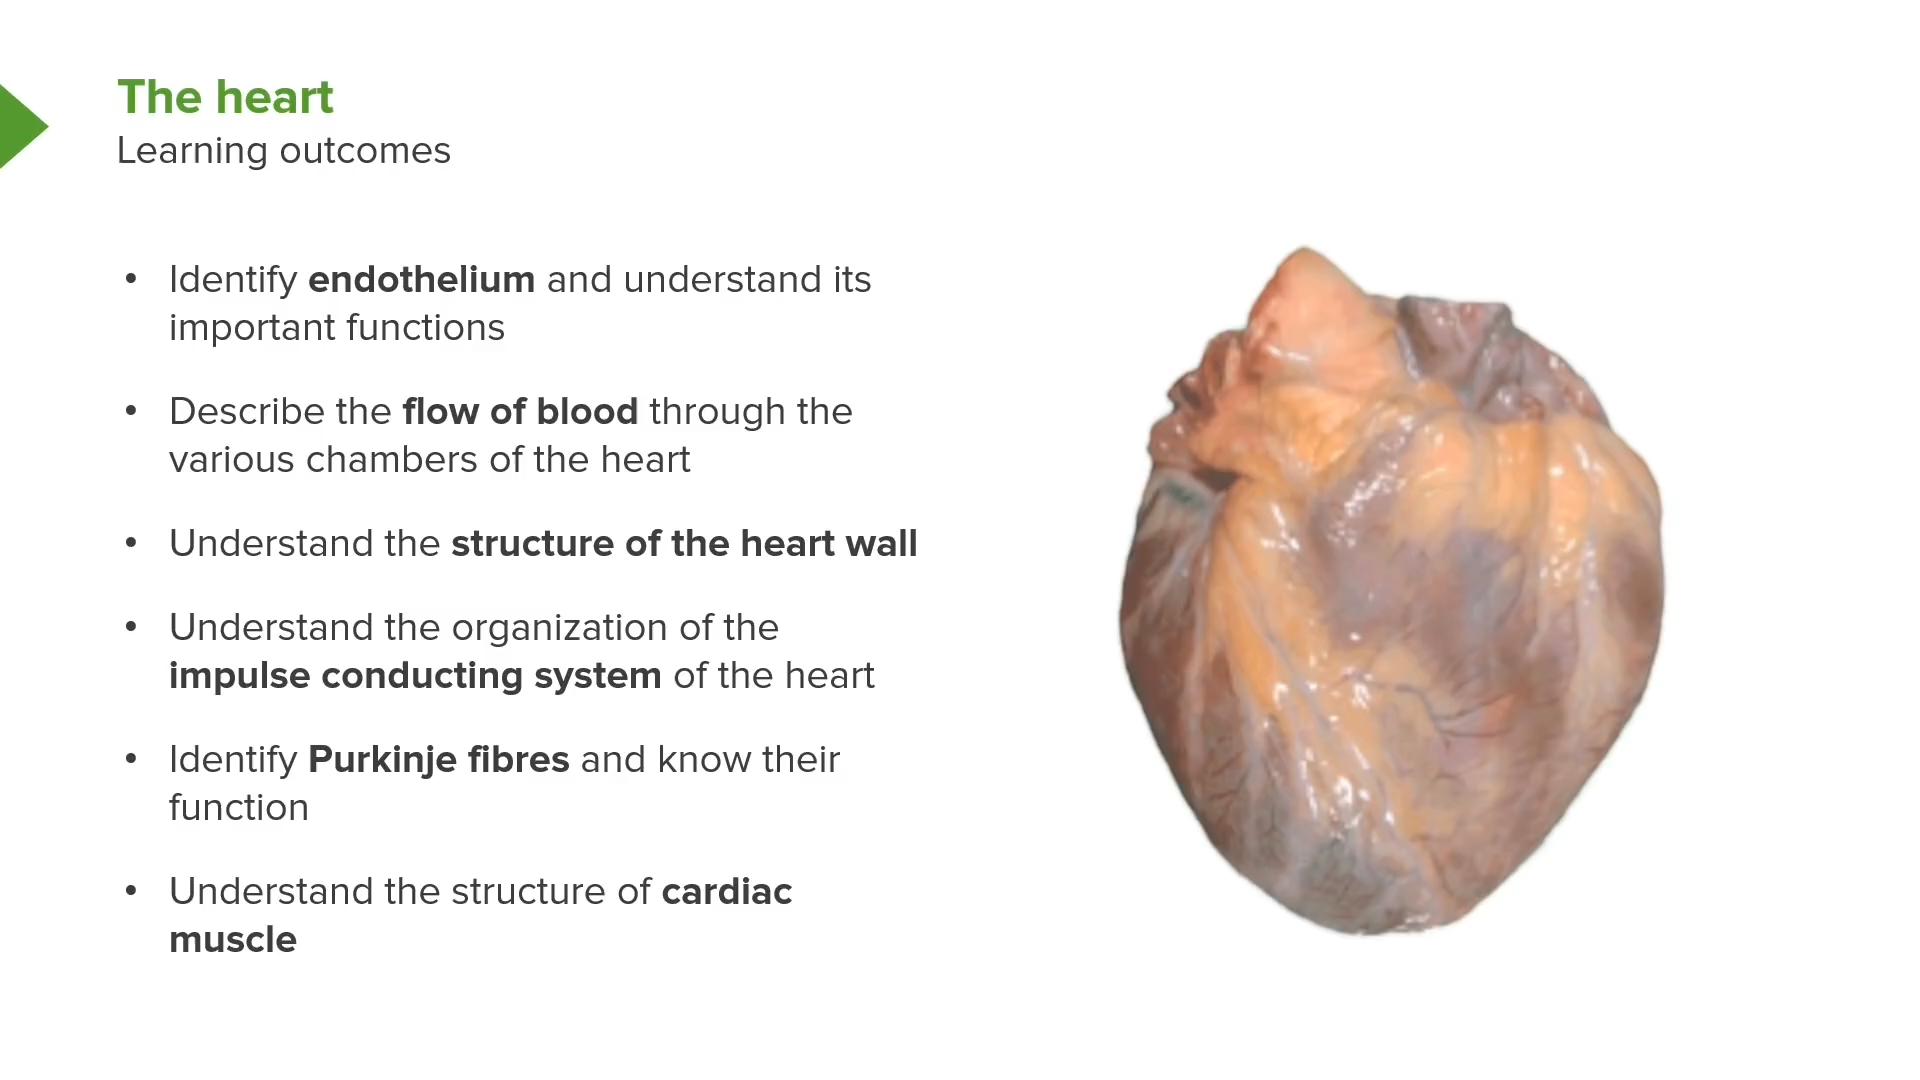 The heart
Learning outcomes
• Identify endothelium and understand its
important functions
• Describe the flow of blood through the
various chambers of the heart
• Understand the structure of the heart wall
• Understand the organization of the
impulse conducting system of the heart
• Identify Purkinje fibres and know their
function
• Understand the structure of cardiac
muscle